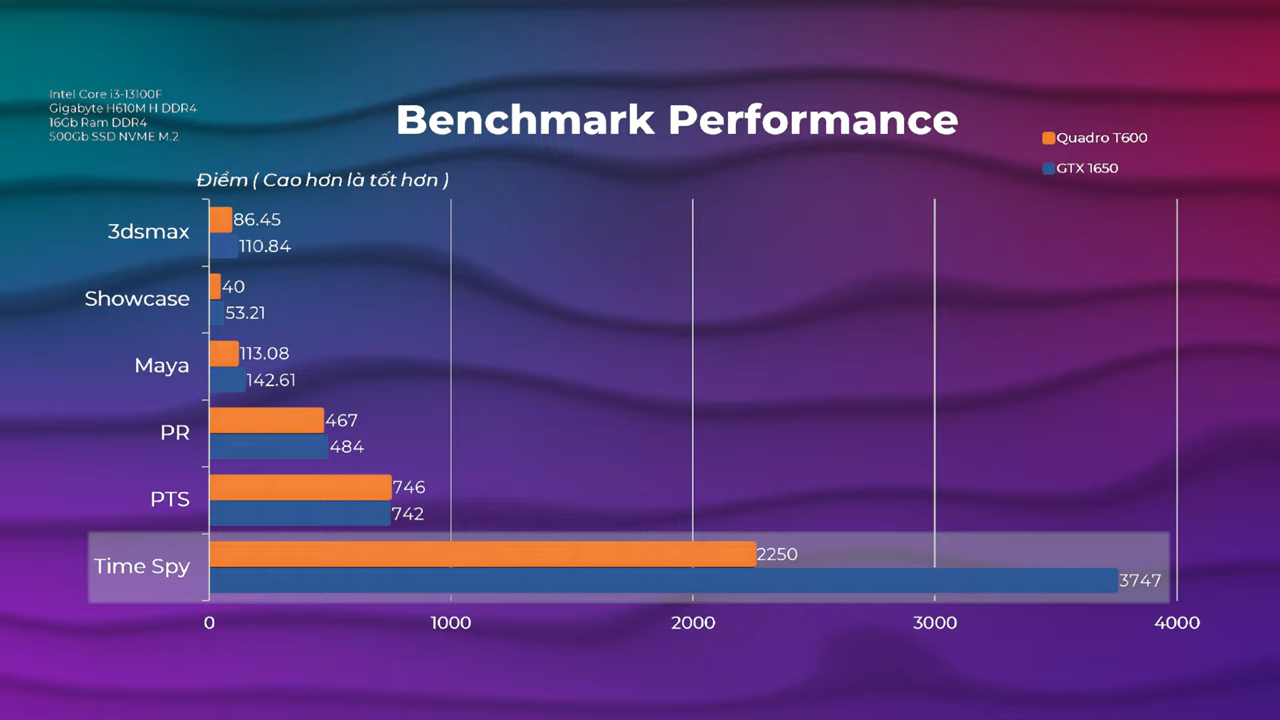 Intel Core i3-13100F
Gigabyte H610M H DDR4
16Gb Ram DDR4
500Gb SSD NVME M.2
Benchmark Performance
Quadro T600
GTX 1650
Điểm ( Cao hơn là tốt hơn )
3dsmax
86.45
110.84
Showcase
40
53.21
Maya
113.08
142.61
PR
467
484
PTS
746
742
Time Spy
2250
3747
0 1000 2000 3000 4000